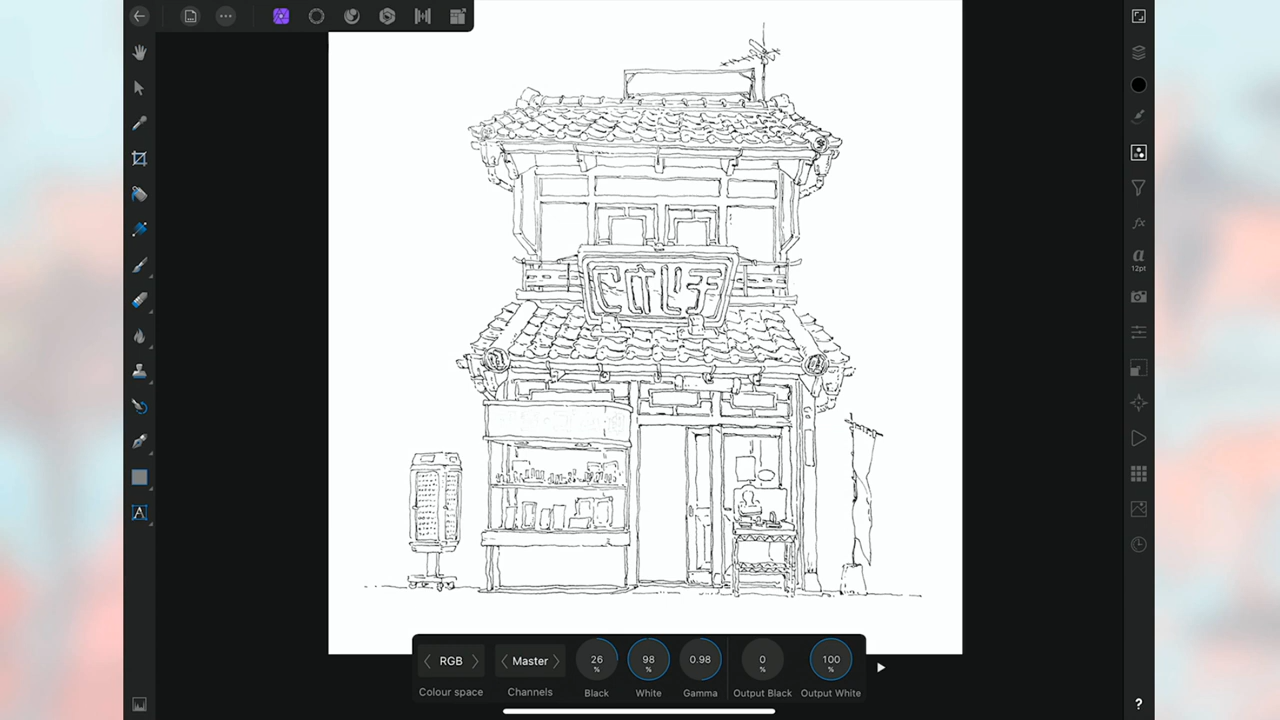 12pt
RGB
Master
26 %
98 %
0.98
0 %
100 %
Colour space
Channels
Black
White
Gamma
Output Black
Output White
A
a
fx
?